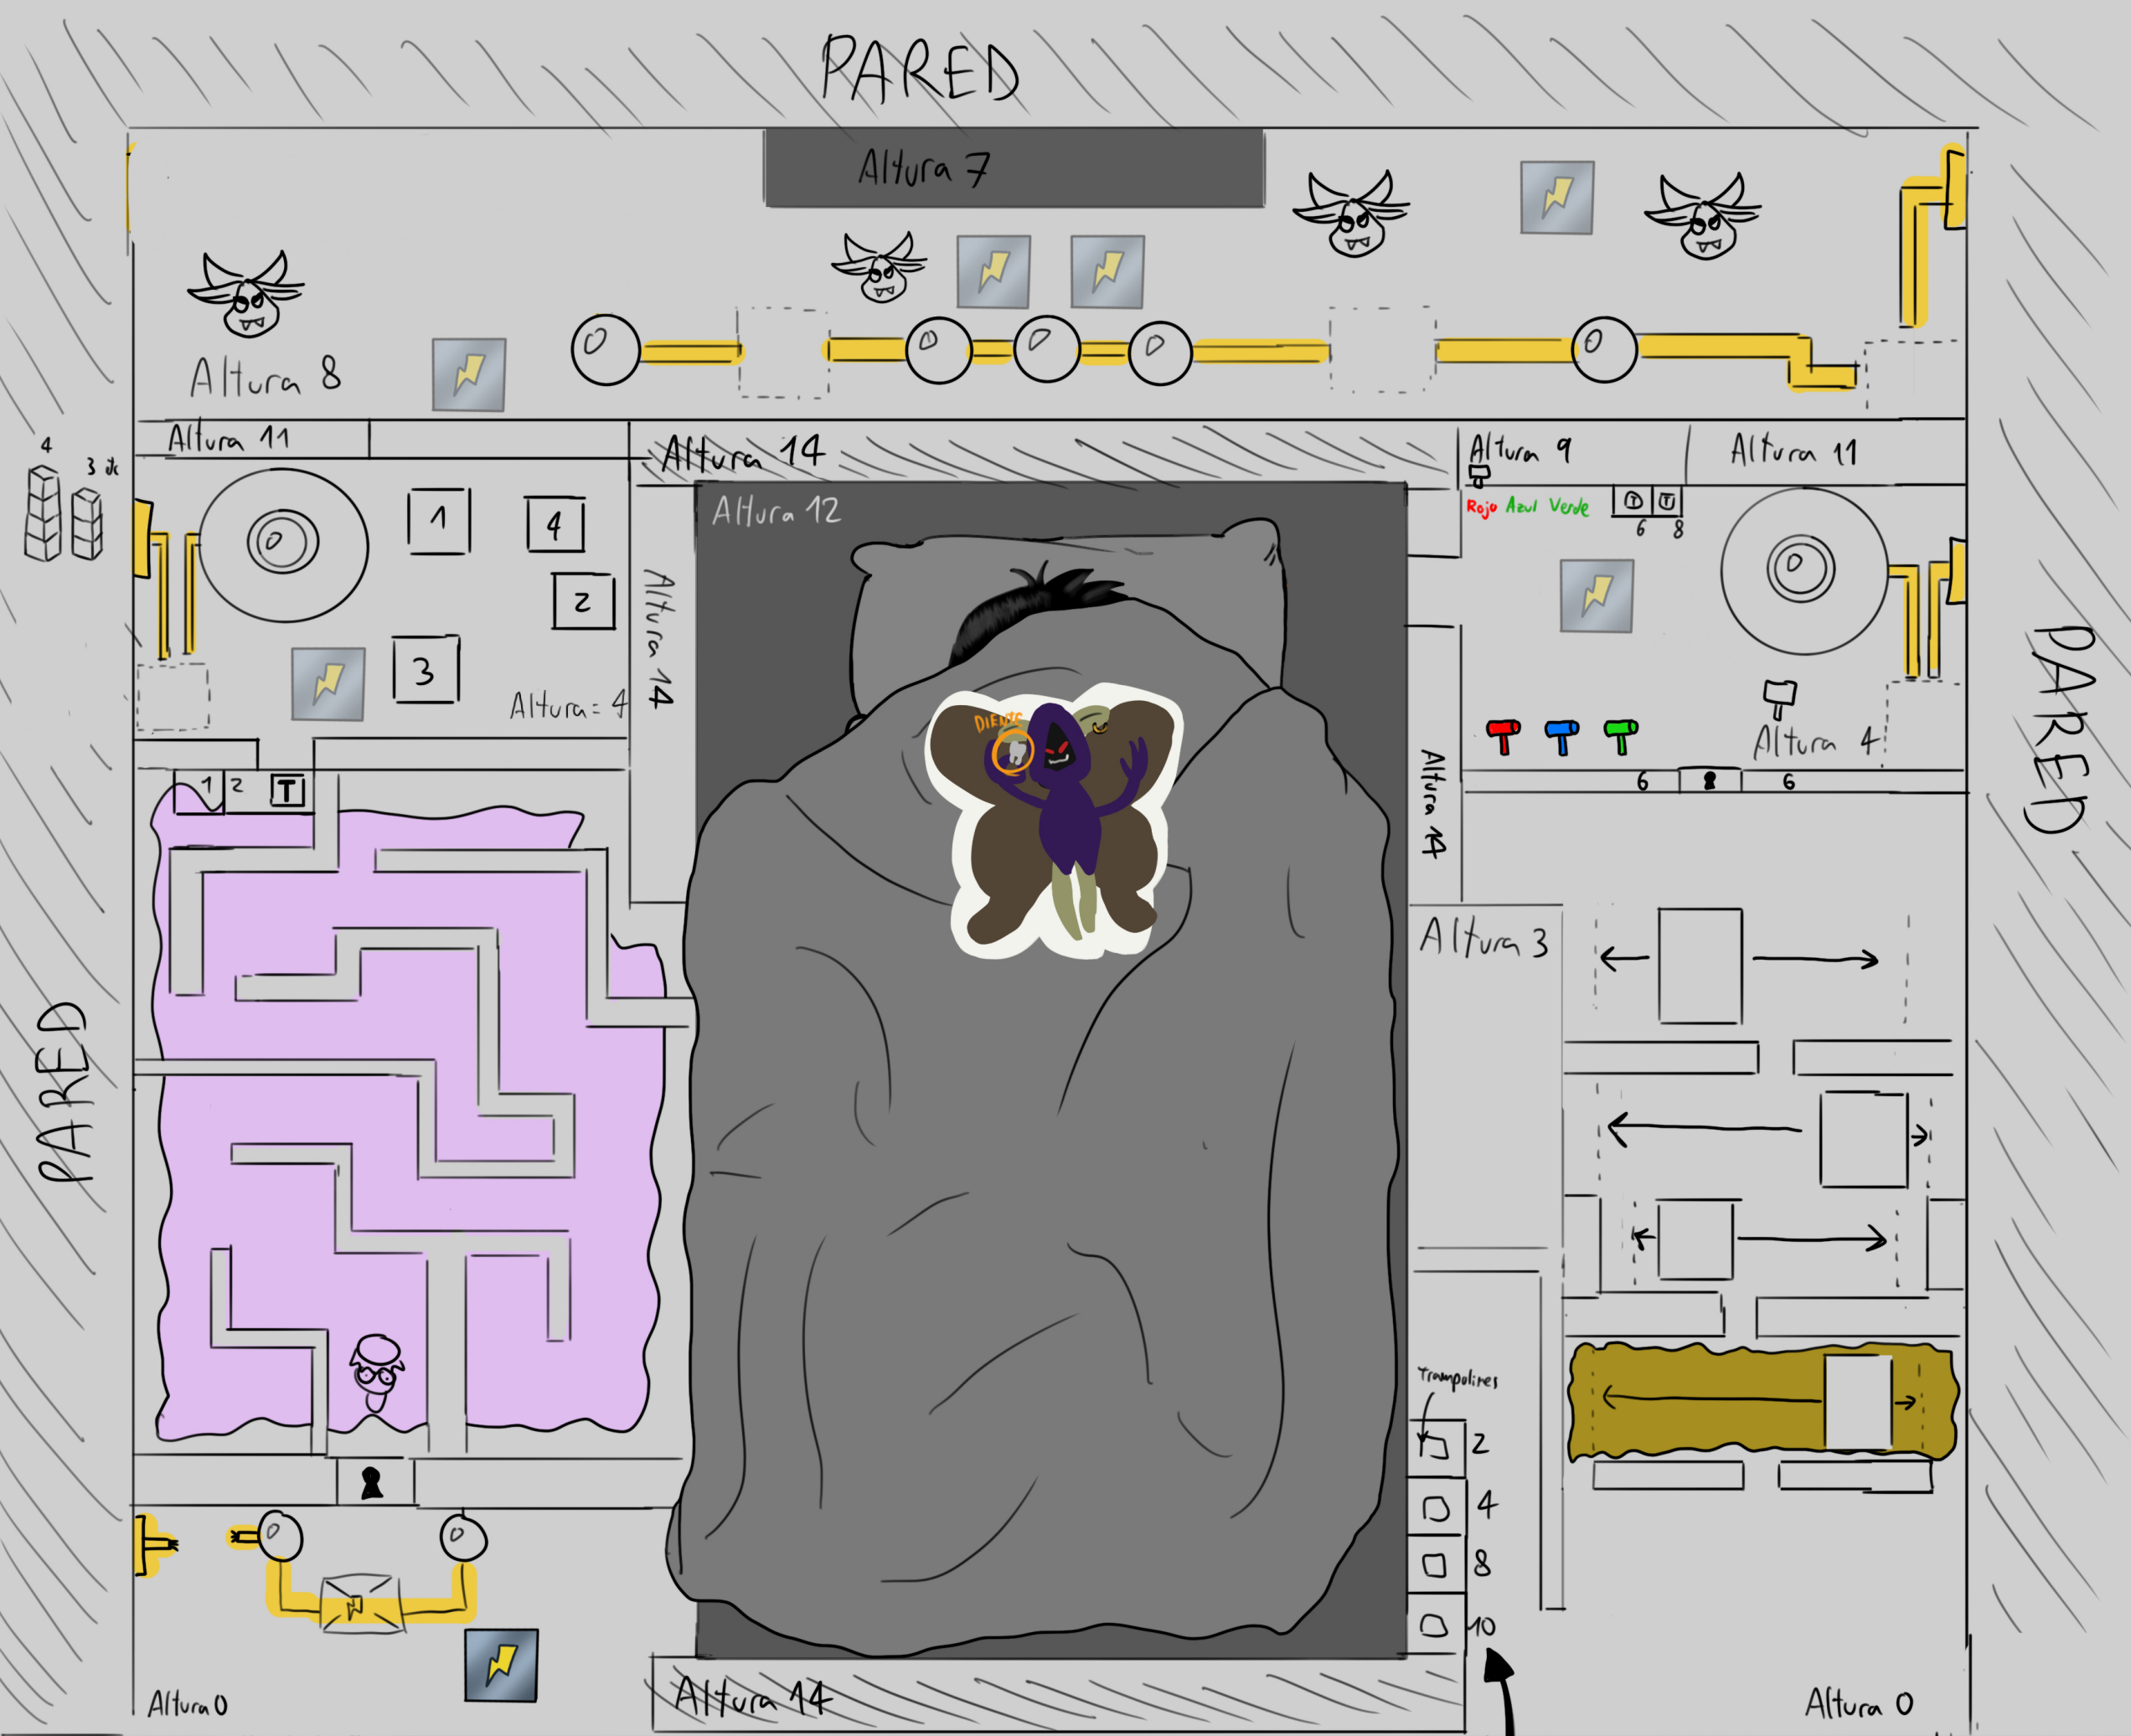 PARED
Altura 7
Altura 8
Altura 11
Altura 14
Altura 9
Altura 11
4
3 etc
Altura 12
Rojo Azul Verde
T T
6 8
1
4
2
3
Altura = 4
Altura 14
DIENTE
Altura 4
6 6
1 2 T
Altura 14
PARED
Altura 3
PARED
Trampolines
2
4
8
10
Altura 0
Altura 14
Altura 0